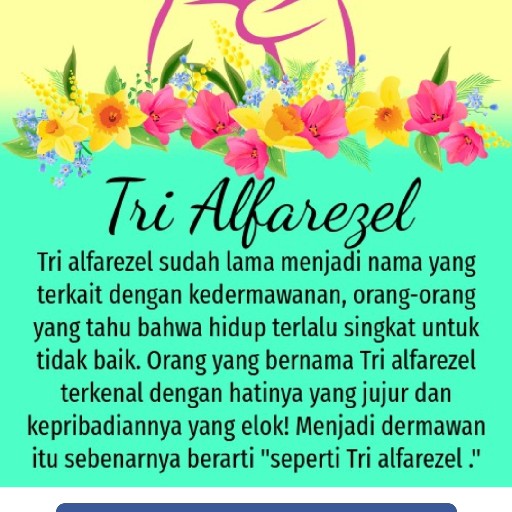 Tri Alfarezel
Tri alfarezel sudah lama menjadi nama yang
terkait dengan kedermawanan, orang-orang
yang tahu bahwa hidup terlalu singkat untuk
tidak baik. Orang yang bernama Tri alfarezel
terkenal dengan hatinya yang jujur dan
kepribadiannya yang elok! Menjadi dermawan
itu sebenarnya berarti "seperti Tri alfarezel ."